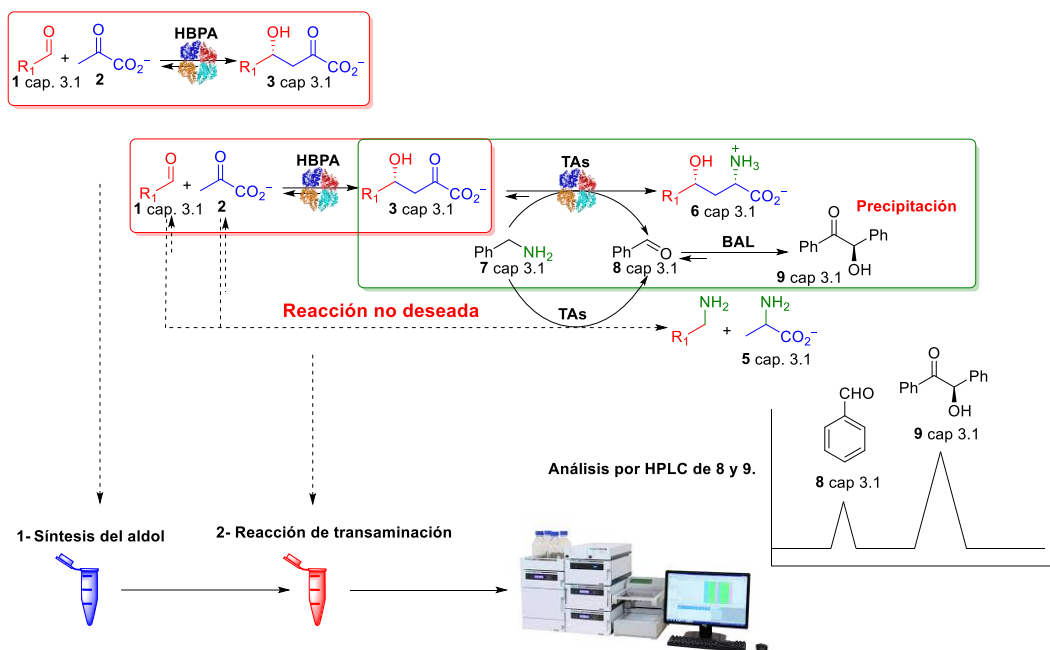 HBPA
OH
O
O
O
R1
+
CO2−
R1
CO2−
1 cap. 3.1
2
3 cap 3.1
HBPA
TAs
O
O
OH
O
OH
+
NH3
R1
+
CO2−
R1
CO2−
R1
CO2−
1 cap. 3.1
2
3 cap 3.1
6 cap 3.1
Precipitación
Ph
NH2
Ph
O
BAL
O
Ph
Ph
OH
7 cap 3.1
8 cap 3.1
9 cap 3.1
Reacción no deseada
TAs
NH2
NH2
R1
+
CO2−
5 cap. 3.1
CHO
O
Ph
Ph
OH
9 cap 3.1
8 cap 3.1
Análisis por HPLC de 8 y 9.
1- Síntesis del aldol
2- Reacción de transaminación